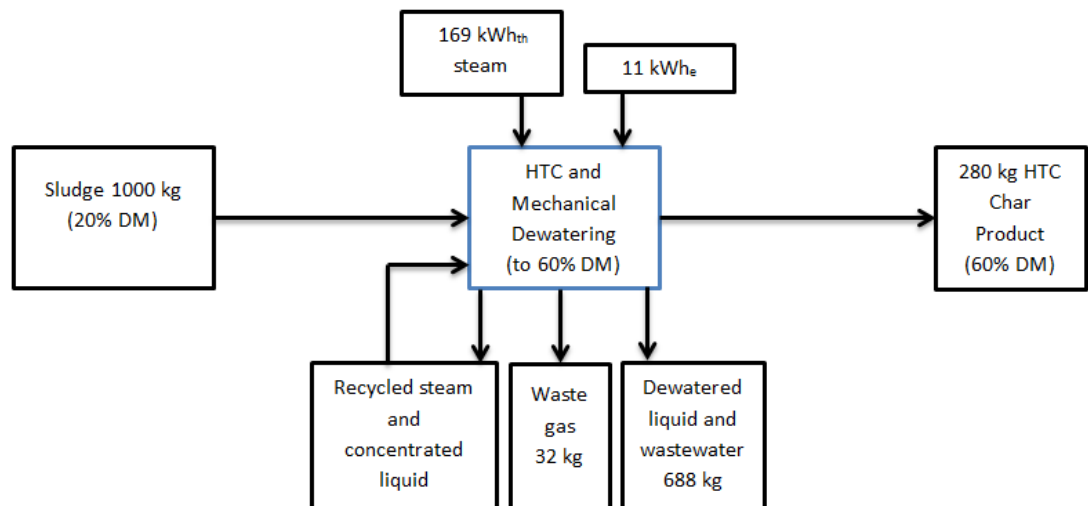 169 kWhth
steam
11 kWhe
Sludge 1000 kg
(20% DM)
HTC and
Mechanical
Dewatering
(to 60% DM)
280 kg HTC
Char
Product
(60% DM)
Recycled steam
and
concentrated
liquid
Waste
gas
32 kg
Dewatered
liquid and
wastewater
688 kg